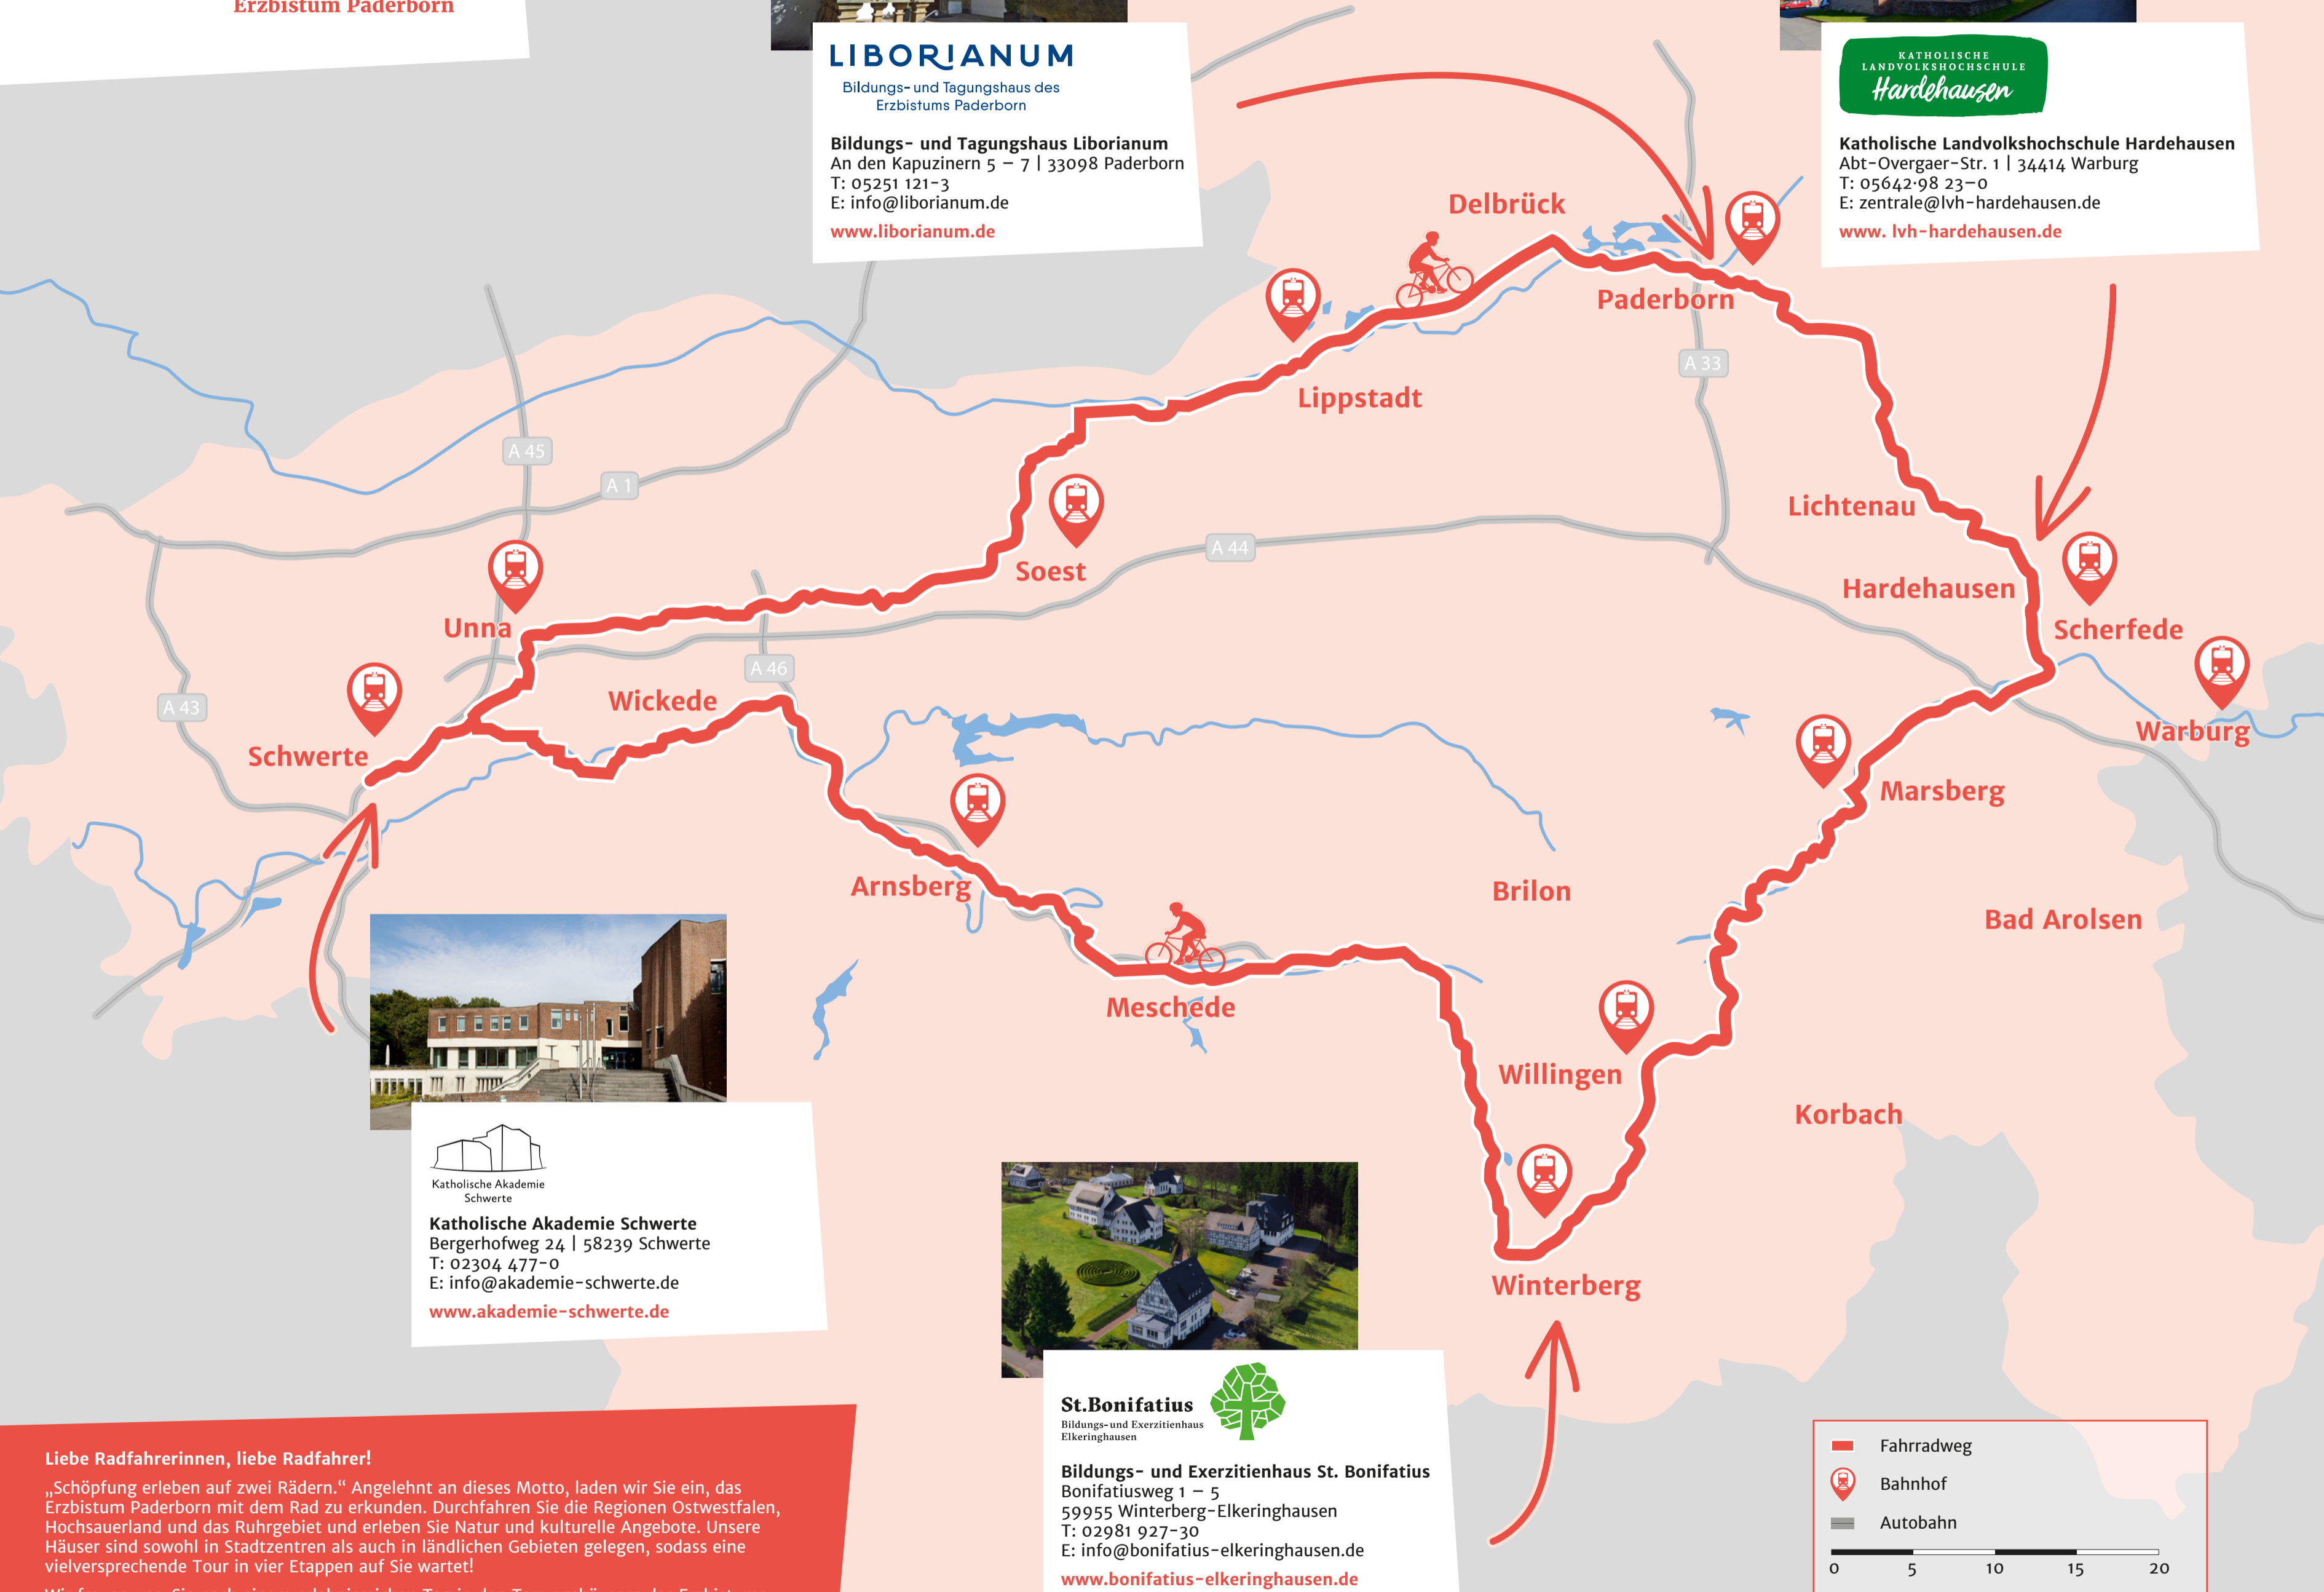 Erzbistum Paderborn
LIBORIANUM
Bildungs- und Tagungshaus des
Erzbistums Paderborn
Bildungs- und Tagungshaus Liborianum
An den Kapuzinern 5 – 7 | 33098 Paderborn
T: 05251 121-3
E: info@liborianum.de
www.liborianum.de
KATHOLISCHE
LANDVOLKSHOCHSCHULE
Hardehausen
Katholische Landvolkshochschule Hardehausen
Abt-Overgaer-Str. 1 | 34414 Warburg
T: 05642·98 23–0
E: zentrale@lvh-hardehausen.de
www. lvh-hardehausen.de
Delbrück
Paderborn
Lippstadt
A 33
A 45
A 1
Lichtenau
A 44
Soest
Hardehausen
Scherfede
Unna
A 46
Wickede
A 43
Warburg
Schwerte
Marsberg
Arnsberg
Brilon
Bad Arolsen
Meschede
Willingen
Korbach
Winterberg
Katholische Akademie
Schwerte
Katholische Akademie Schwerte
Bergerhofweg 24 | 58239 Schwerte
T: 02304 477-0
E: info@akademie-schwerte.de
www.akademie-schwerte.de
St.Bonifatius
Bildungs- und Exerzitienhaus
Elkeringhausen
Bildungs- und Exerzitienhaus St. Bonifatius
Bonifatiusweg 1 – 5
59955 Winterberg-Elkeringhausen
T: 02981 927-30
E: info@bonifatius-elkeringhausen.de
www.bonifatius-elkeringhausen.de
Liebe Radfahrerinnen, liebe Radfahrer!
„Schöpfung erleben auf zwei Rädern.“ Angelehnt an dieses Motto, laden wir Sie ein, das
Erzbistum Paderborn mit dem Rad zu erkunden. Durchfahren Sie die Regionen Ostwestfalen,
Hochsauerland und das Ruhrgebiet und erleben Sie Natur und kulturelle Angebote. Unsere
Häuser sind sowohl in Stadtzentren als auch in ländlichen Gebieten gelegen, sodass eine
vielversprechende Tour in vier Etappen auf Sie wartet!
Fahrradweg
Bahnhof
Autobahn
0 5 10 15 20